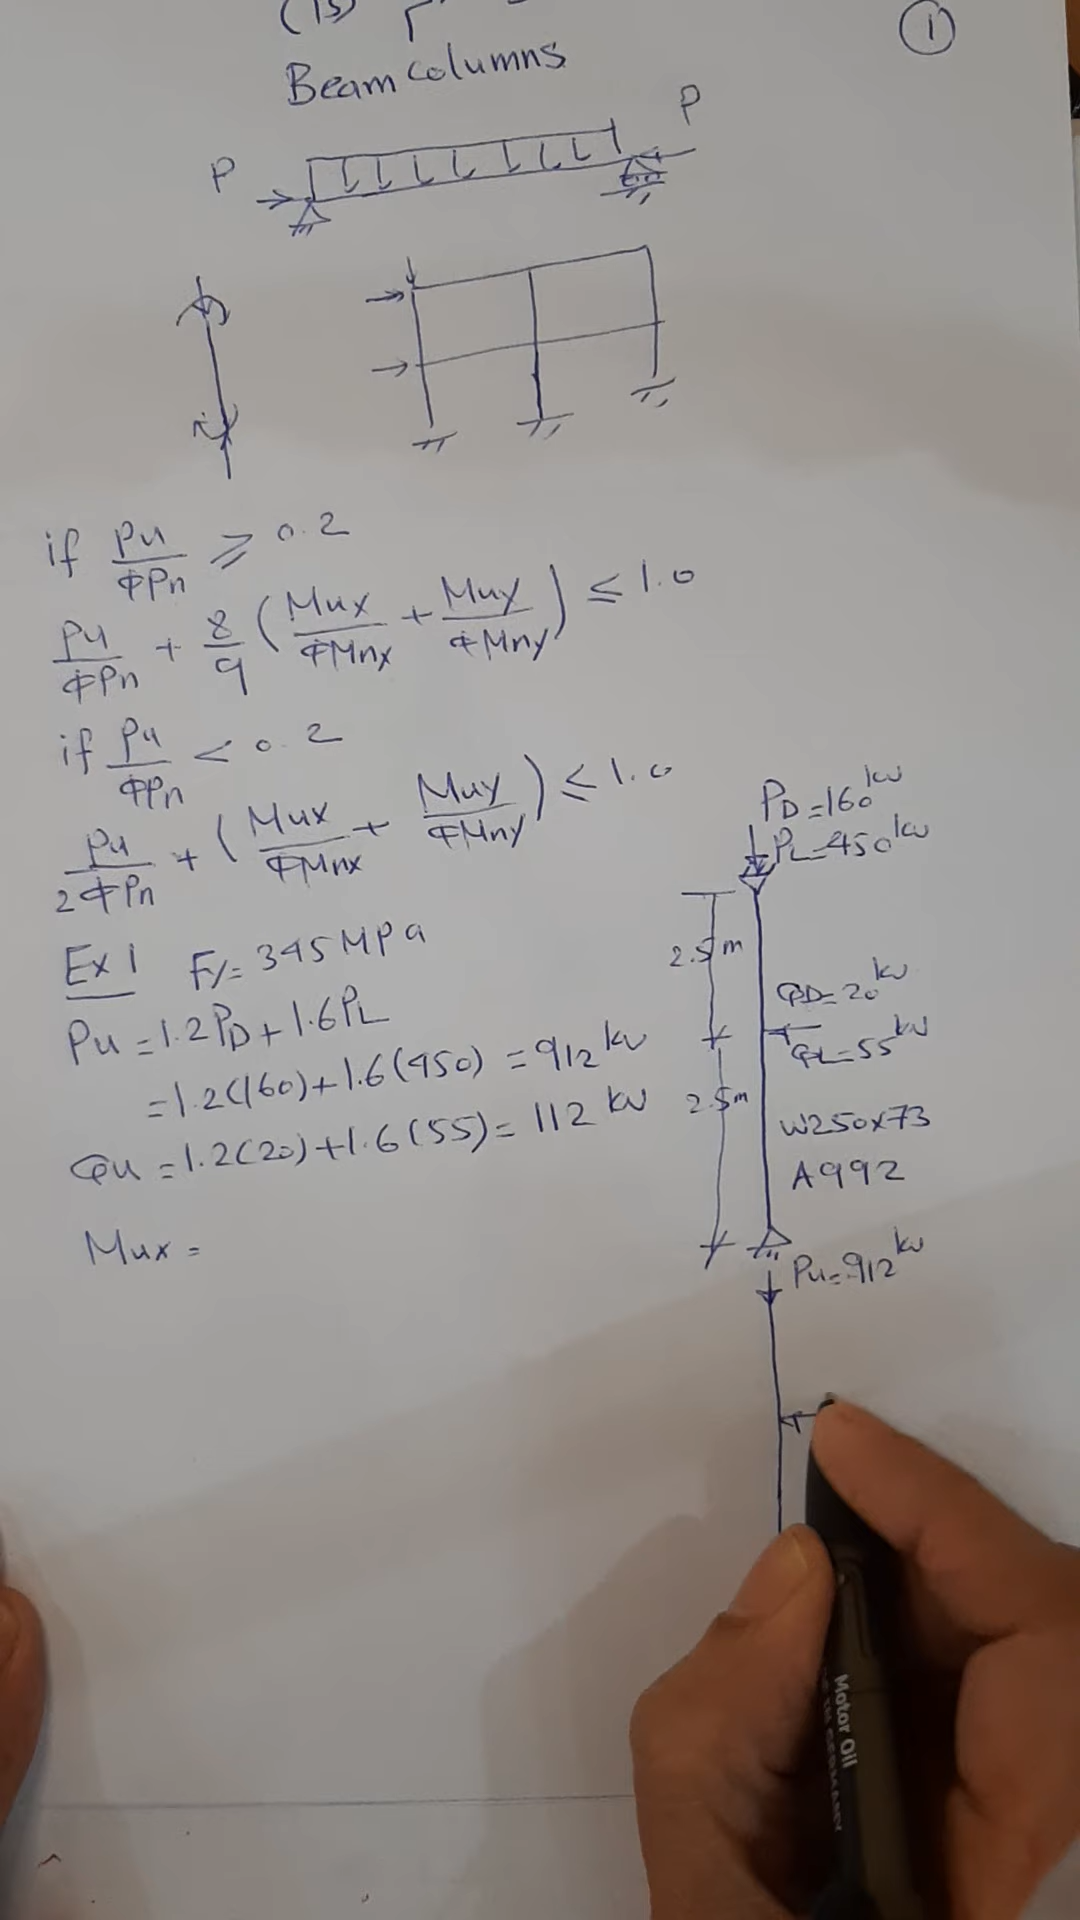 (15)
①
Beam Columns
P
P
if Pu/ΦPn ≥ 0.2
Pu/ΦPn + 8/9 (Mux/ΦMnx + Muy/ΦMny) ≤ 1.0
if Pu/ΦPn < 0.2
Pu/2ΦPn + (Mux/ΦMnx + Muy/ΦMny) ≤ 1.0
PD=160 kN
PL=450 kN
Ex 1 Fy= 345 MPa
2.5m
Pu = 1.2PD + 1.6PL
QD=20 kN
= 1.2(160)+1.6(450) = 912 kN
QL=55 kN
Qu = 1.2(20)+1.6(55)= 112 kN
2.5m
W250x73
A992
Mux =
Pu=912 kN
Motor Oil